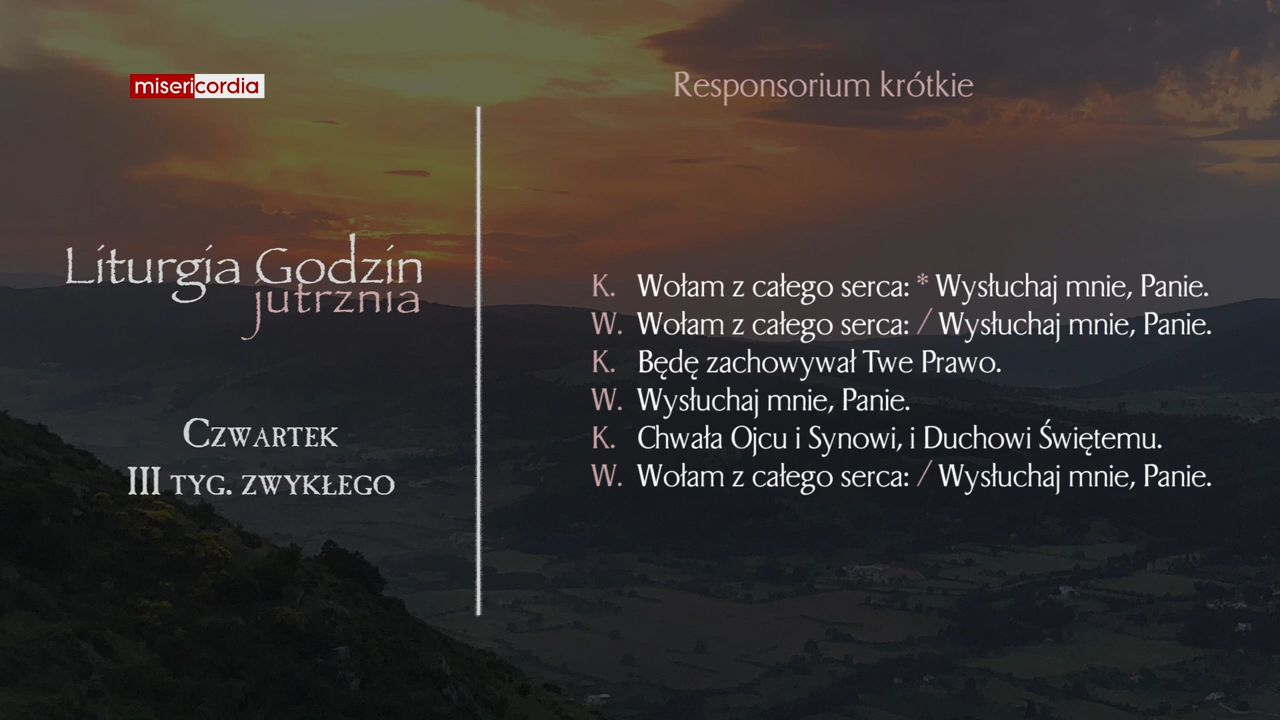 misericordia
Liturgia Godzin
jutrznia
Czwartek
III tyg. zwykłego
Responsorium krótkie
K. Wołam z całego serca: * Wysłuchaj mnie, Panie.
W. Wołam z całego serca: / Wysłuchaj mnie, Panie.
K. Będę zachowywał Twe Prawo.
W. Wysłuchaj mnie, Panie.
K. Chwała Ojcu i Synowi, i Duchowi Świętemu.
W. Wołam z całego serca: / Wysłuchaj mnie, Panie.